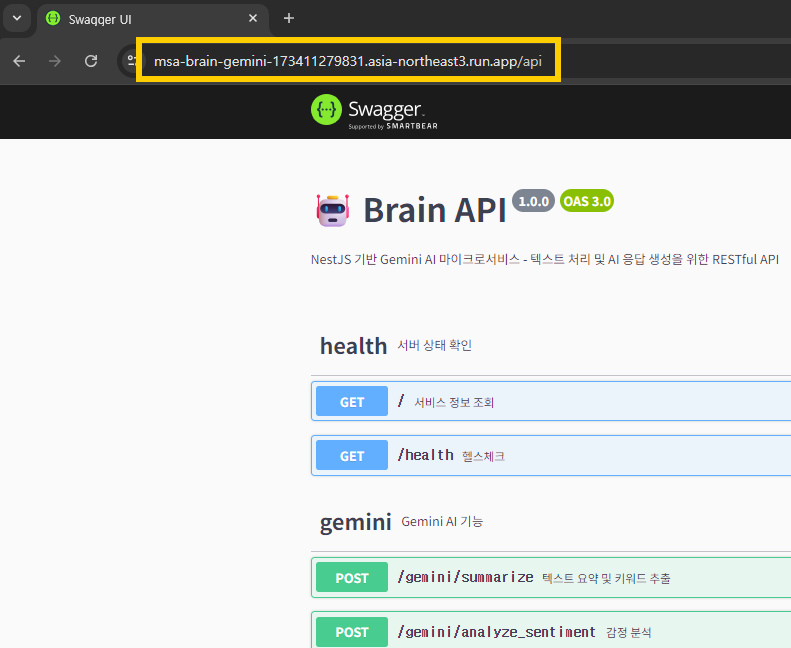 Swagger UI
msa-brain-gemini-173411279831.asia-northeast3.run.app/api
Swagger
Supported by SMARTBEAR
Brain API 1.0.0 OAS 3.0
NestJS 기반 Gemini AI 마이크로서비스 - 텍스트 처리 및 AI 응답 생성을 위한 RESTful API
health 서버 상태 확인
GET / 서비스 정보 조회
GET /health 헬스체크
gemini Gemini AI 기능
POST /gemini/summarize 텍스트 요약 및 키워드 추출
POST /gemini/analyze_sentiment 감정 분석